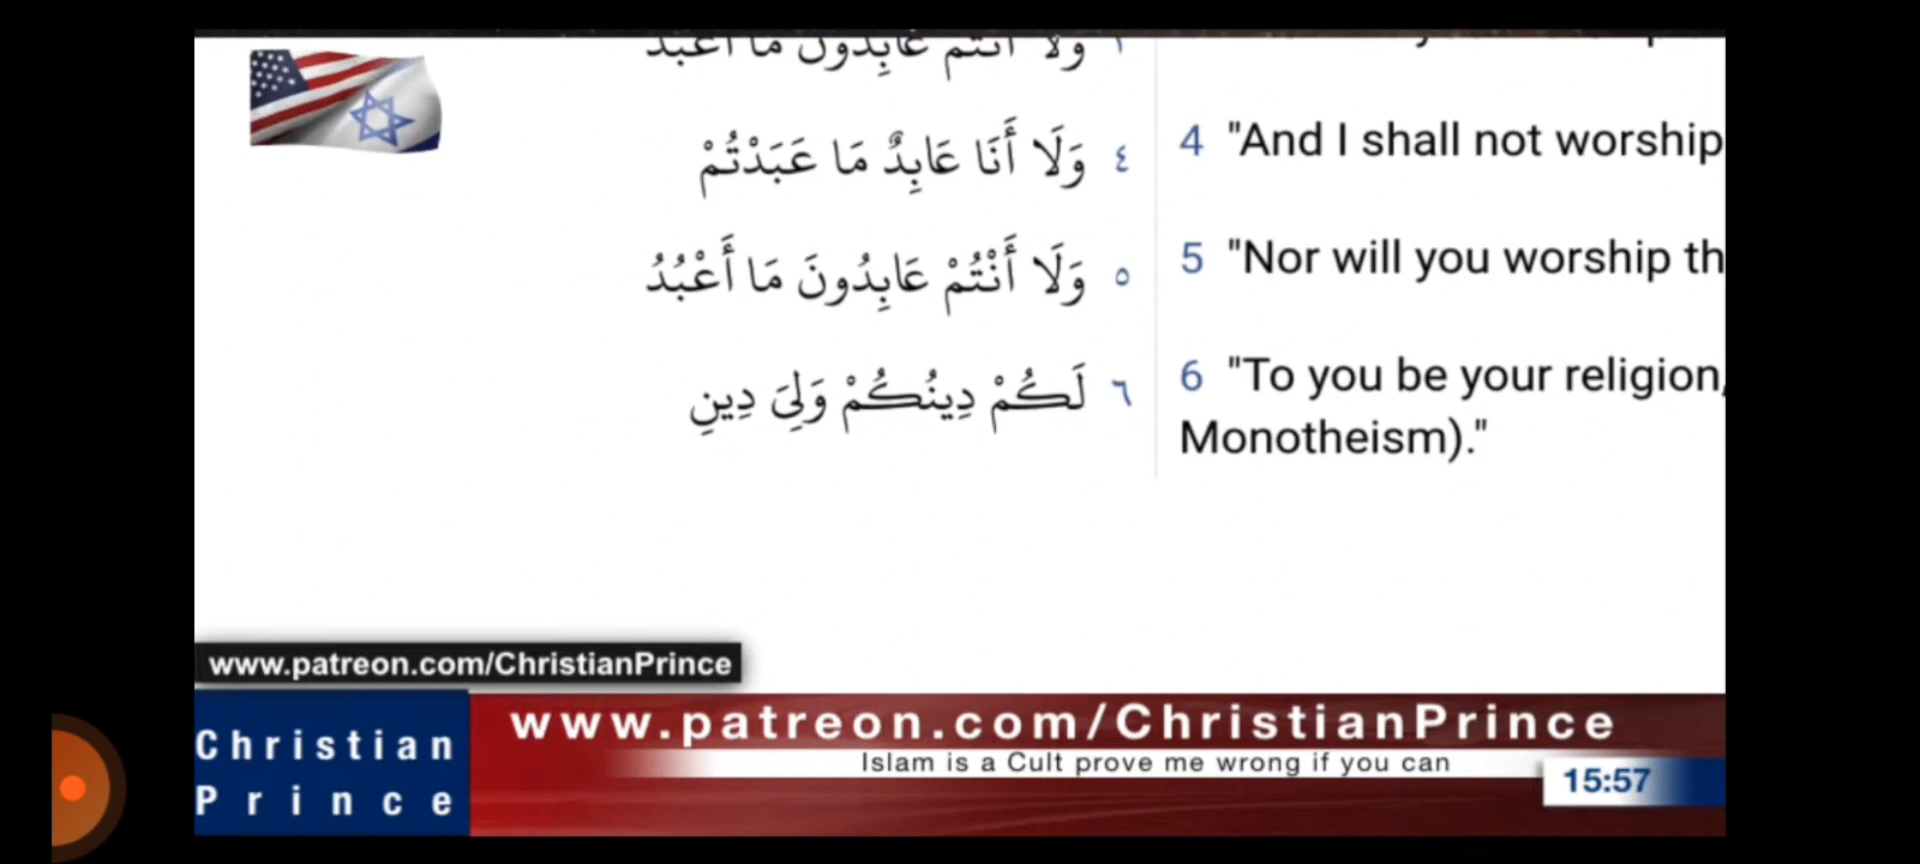 وَلَا أَنَا عَابِدٌ مَا عَبَدْتُمْ ٤
4 "And I shall not worship
وَلَا أَنْتُمْ عَابِدُونَ مَا أَعْبُدُ ٥
5 "Nor will you worship th
لَكُمْ دِينُكُمْ وَلِيَ دِينِ ٦
6 "To you be your religion,
Monotheism)."
www.patreon.com/ChristianPrince
www.patreon.com/ChristianPrince
Christian
Prince
Islam is a Cult prove me wrong if you can
15:57